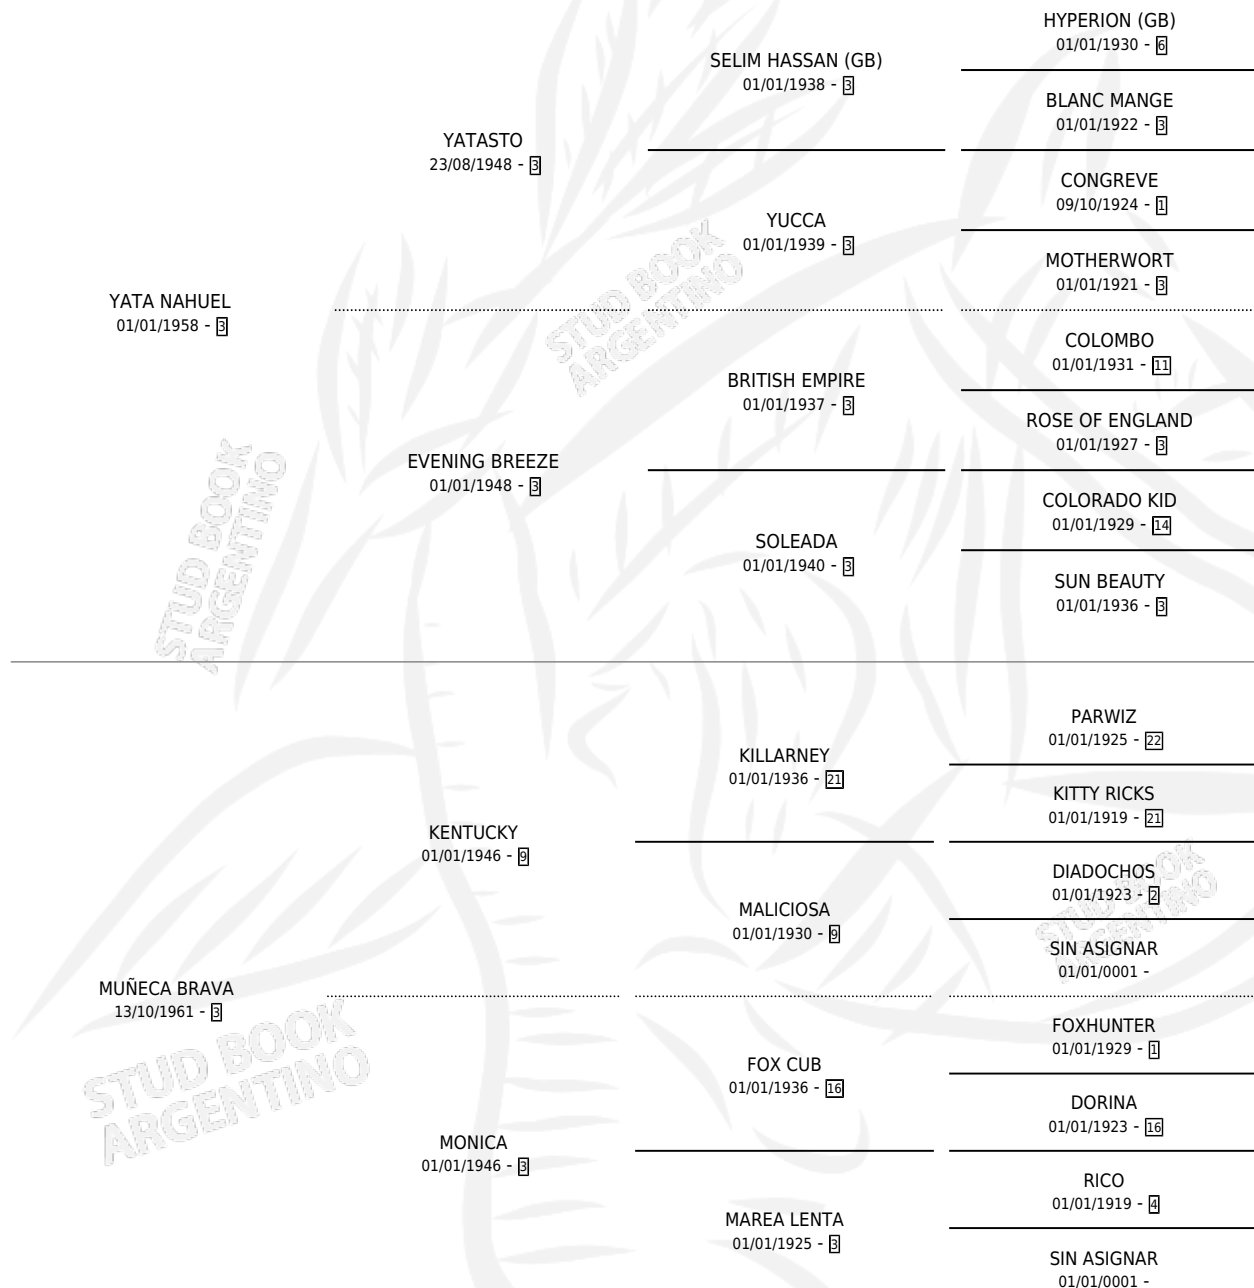 HYPERION (GB)
01/01/1930 - 6
SELIM HASSAN (GB)
01/01/1938 - 3
BLANC MANGE
01/01/1922 - 3
YATASTO
23/08/1948 - 3
CONGREVE
09/10/1924 - 1
YUCCA
01/01/1939 - 3
MOTHERWORT
01/01/1921 - 3
YATA NAHUEL
01/01/1958 - 3
COLOMBO
01/01/1931 - 11
BRITISH EMPIRE
01/01/1937 - 3
ROSE OF ENGLAND
01/01/1927 - 3
EVENING BREEZE
01/01/1948 - 3
COLORADO KID
01/01/1929 - 14
SOLEADA
01/01/1940 - 3
SUN BEAUTY
01/01/1936 - 3
PARWIZ
01/01/1925 - 22
KILLARNEY
01/01/1936 - 21
KITTY RICKS
01/01/1919 - 21
KENTUCKY
01/01/1946 - 9
DIADOCHOS
01/01/1923 - 2
MALICIOSA
01/01/1930 - 9
SIN ASIGNAR
01/01/0001 -
MUÑECA BRAVA
13/10/1961 - 3
FOXHUNTER
01/01/1929 - 1
FOX CUB
01/01/1936 - 16
DORINA
01/01/1923 - 16
MONICA
01/01/1946 - 3
RICO
01/01/1919 - 4
MAREA LENTA
01/01/1925 - 3
SIN ASIGNAR
01/01/0001 -
STUD BOOK
ARGENTINO
STUD BOOK
ARGENTINO
STUD BOOK
ARGENTINO
STUD BOOK
ARGENTINO